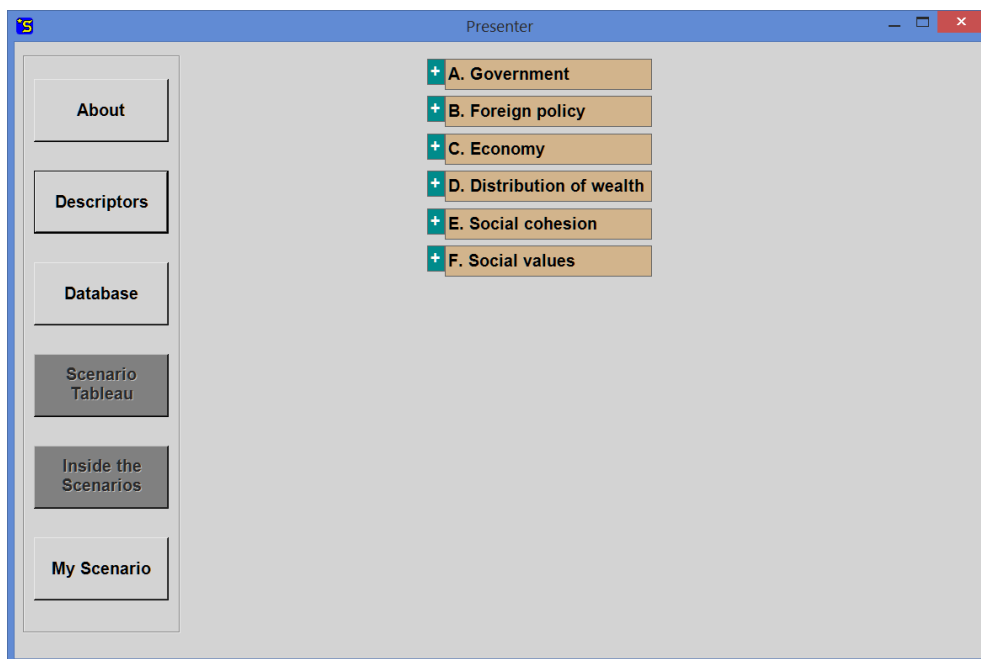 Presenter
About
Descriptors
Database
Scenario
Tableau
Inside the
Scenarios
My Scenario
+ A. Government
+ B. Foreign policy
+ C. Economy
+ D. Distribution of wealth
+ E. Social cohesion
+ F. Social values